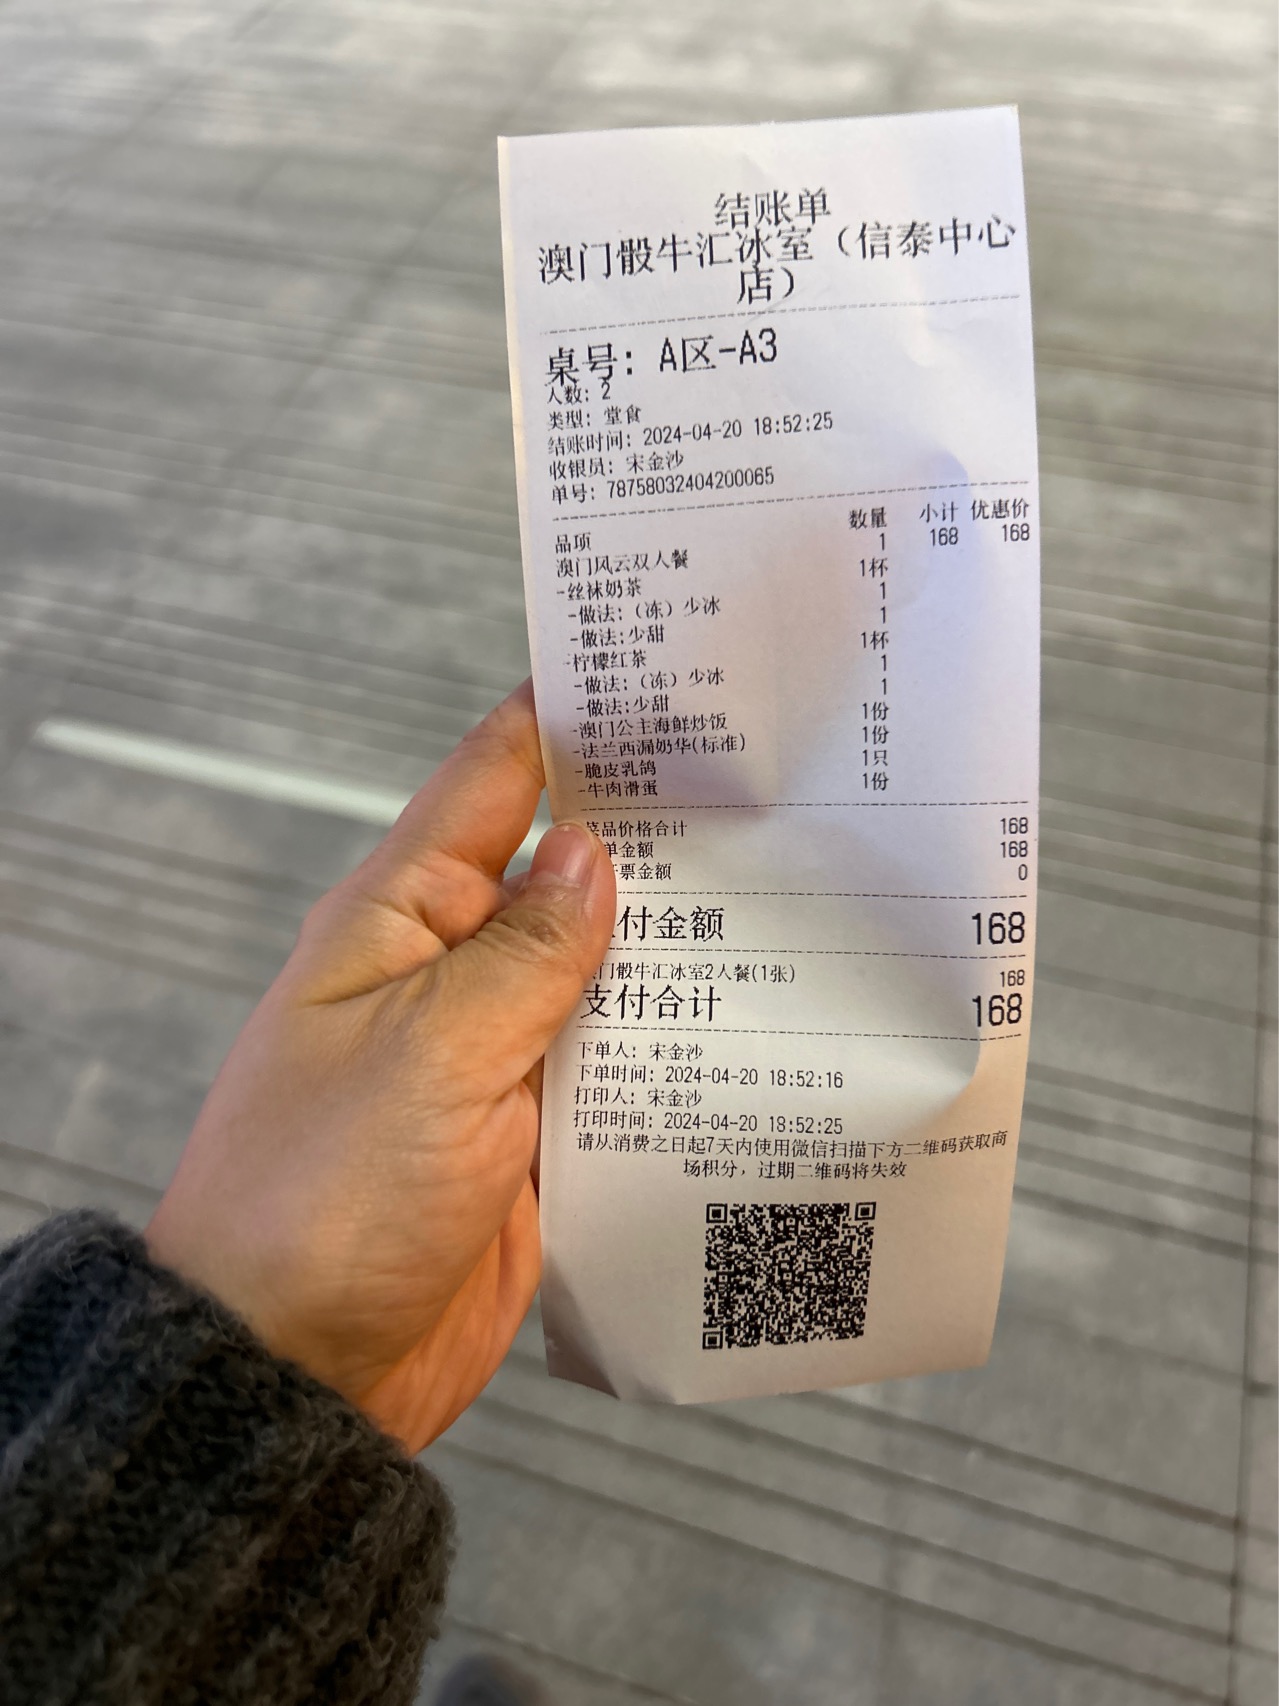 结账单
澳门骰牛汇冰室（信泰中心
店）
桌号: A区-A3
人数: 2
类型: 堂食
结账时间: 2024-04-20 18:52:25
收银员: 宋金沙
单号: 78758032404200065
品项 数量 小计 优惠价
澳门风云双人餐 1 168 168
-丝袜奶茶 1杯
-做法:（冻）少冰 1
-做法:少甜 1
-柠檬红茶 1杯
-做法:（冻）少冰 1
-做法:少甜 1
-澳门公主海鲜炒饭 1份
-法兰西漏奶华(标准) 1份
-脆皮乳鸽 1只
-牛肉滑蛋 1份
菜品价格合计 168
单金额 168
票金额 0
付金额 168
门骰牛汇冰室2人餐(1张) 168
支付合计 168
下单人: 宋金沙
下单时间: 2024-04-20 18:52:16
打印人: 宋金沙
打印时间: 2024-04-20 18:52:25
请从消费之日起7天内使用微信扫描下方二维码获取商
场积分，过期二维码将失效